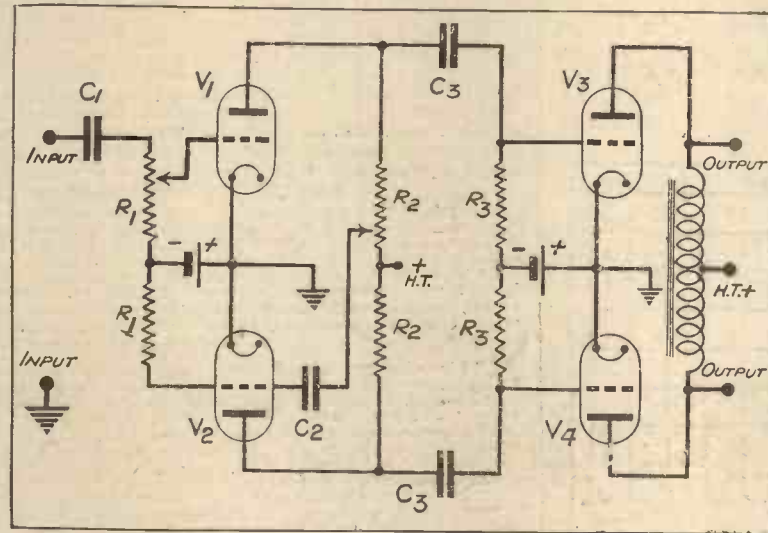 C1
INPUT
R1
R1
INPUT
V1
- +
V2
C2
C3
R2
+
H.T.
R2
C3
R3
R3
- +
V3
V4
OUTPUT
H.T.+
OUTPUT